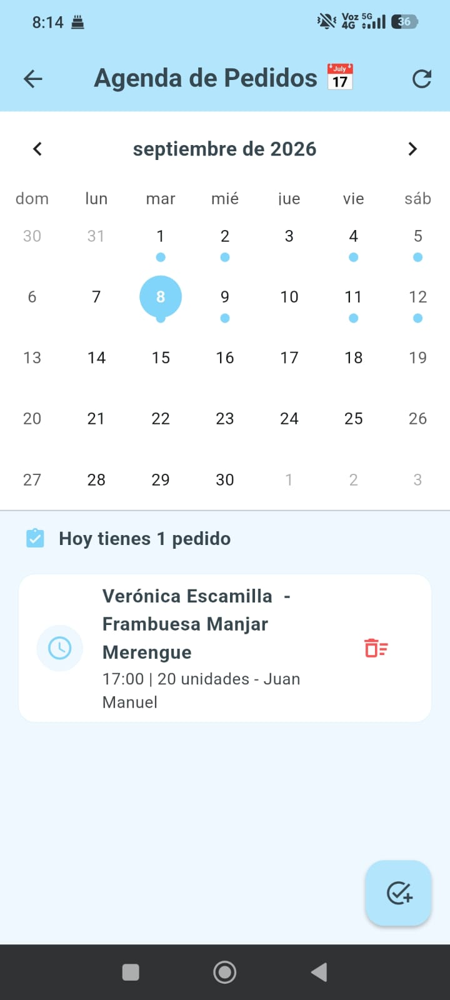 8:14
Voz 5G
4G
36
Agenda de Pedidos
July
17
septiembre de 2026
dom lun mar mié jue vie sáb
30 31 1 2 3 4 5
6 7 8 9 10 11 12
13 14 15 16 17 18 19
20 21 22 23 24 25 26
27 28 29 30 1 2 3
Hoy tienes 1 pedido
Verónica Escamilla -
Frambuesa Manjar
Merengue
17:00 | 20 unidades - Juan
Manuel